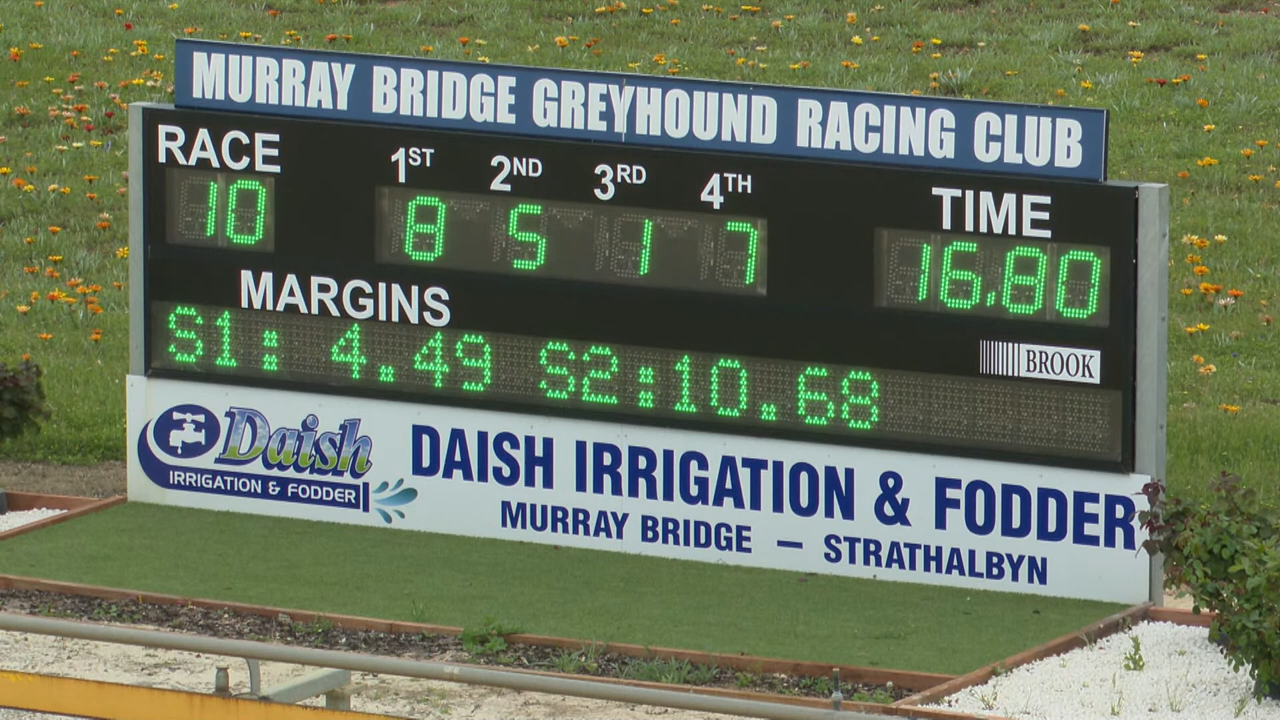 MURRAY BRIDGE GREYHOUND RACING CLUB
RACE 1ST 2ND 3RD 4TH TIME
10 8 5 1 7 16.80
MARGINS
S1: 4.49 S2:10.68
BROOK
Daish
IRRIGATION & FODDER
DAISH IRRIGATION & FODDER
MURRAY BRIDGE – STRATHALBYN